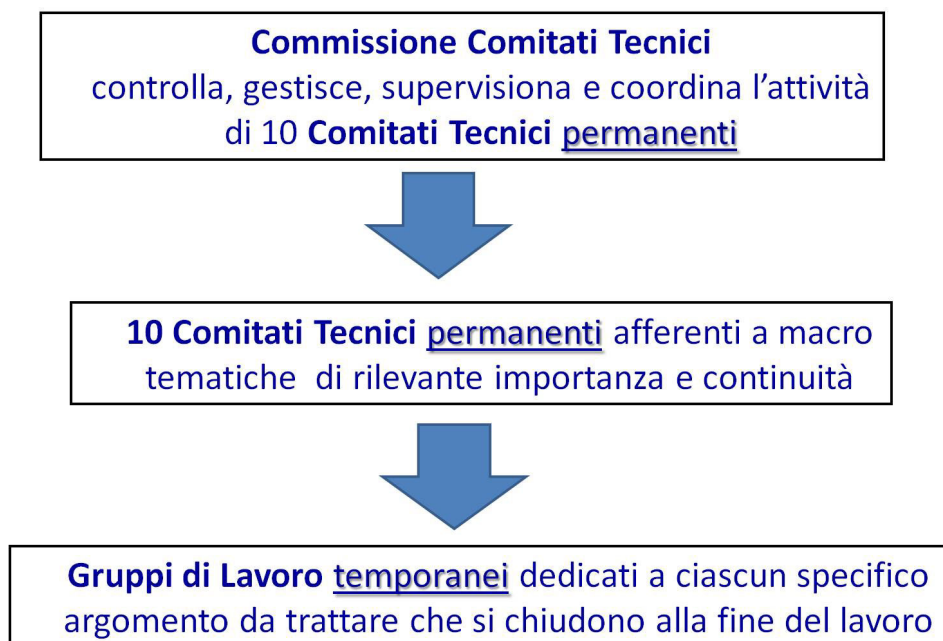 Commissione Comitati Tecnici
controlla, gestisce, supervisiona e coordina l’attività
di 10 Comitati Tecnici permanenti
10 Comitati Tecnici permanenti afferenti a macro
tematiche di rilevante importanza e continuità
Gruppi di Lavoro temporanei dedicati a ciascun specifico
argomento da trattare che si chiudono alla fine del lavoro